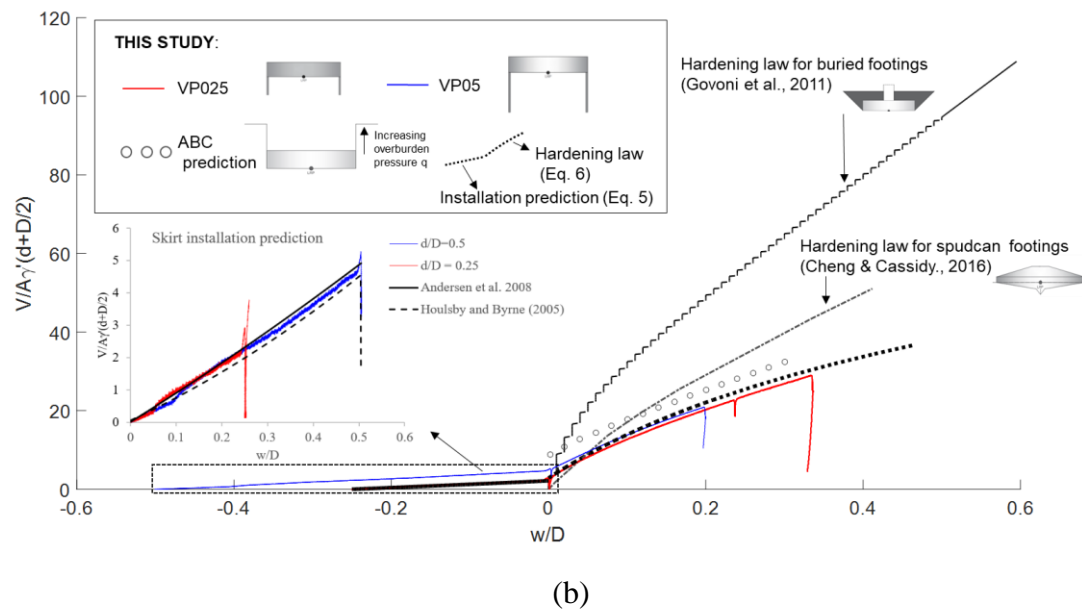 120
100
80
60
40
20
0
V/Aγ'(d+D/2)
THIS STUDY:
VP025
VP05
ABC
prediction
Increasing
overburden
pressure q
Hardening law
(Eq. 6)
Installation prediction (Eq. 5)
Hardening law for buried footings
(Govoni et al., 2011)
Hardening law for spudcan footings
(Cheng & Cassidy., 2016)
Skirt installation prediction
d/D=0.5
d/D = 0.25
Andersen et al. 2008
Houlsby and Byrne (2005)
6
5
4
3
2
1
0
V/Aγ'(d+D/2)
0 0.1 0.2 0.3 0.4 0.5 0.6
w/D
-0.6 -0.4 -0.2 0 0.2 0.4 0.6
w/D
(b)